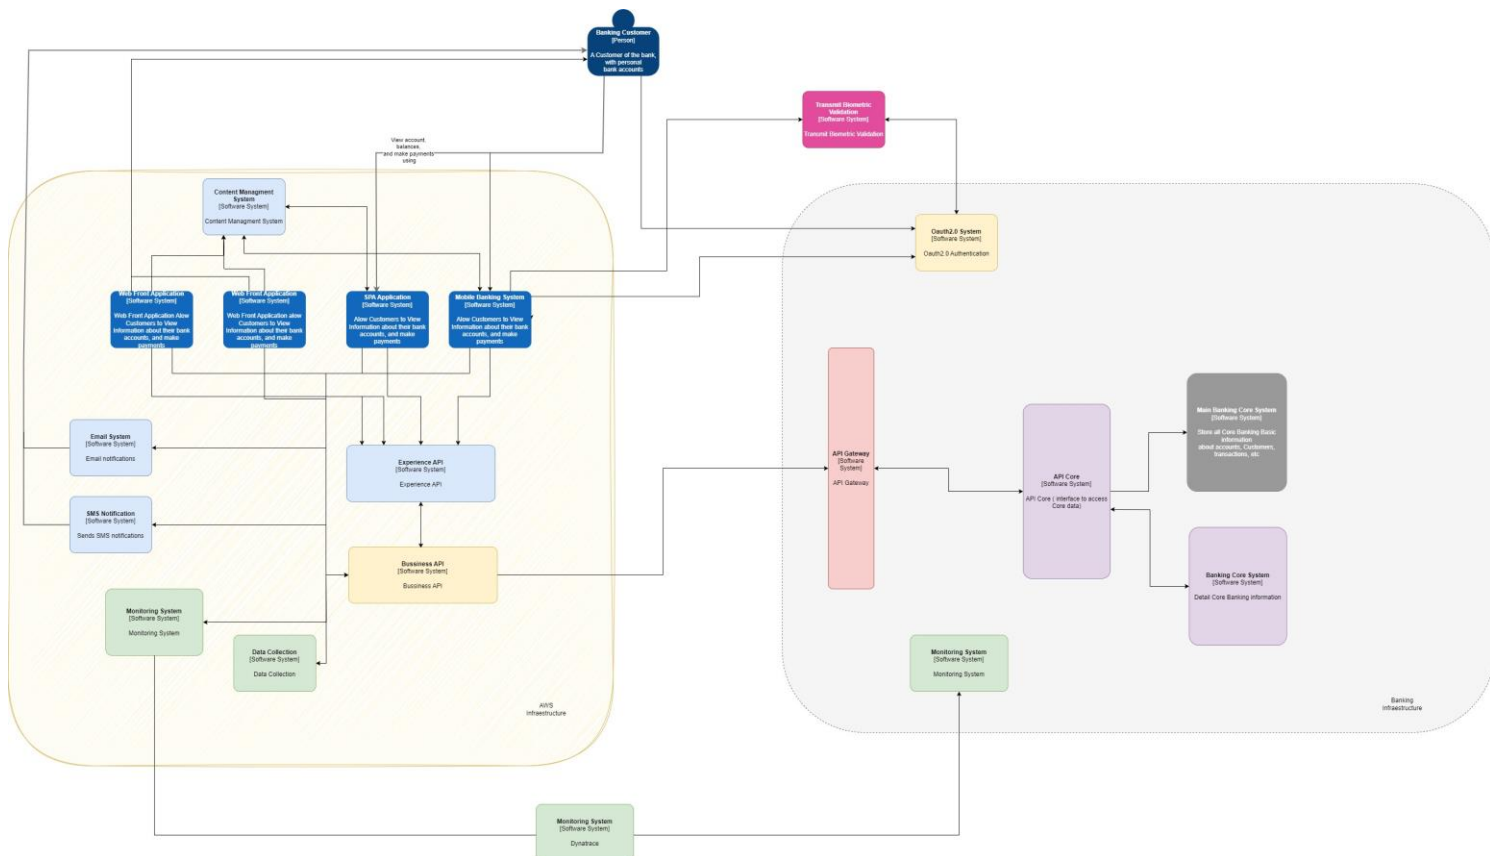 Banking Customer
[Person]
A Customer of the bank,
with personal
bank accounts
Transmit Biometric
Validation
[Software System]
Transmit Biometric Validation
View account
balances,
and make payments
using
Content Managment
System
[Software System]
Content Managment System
Oauth2.0 System
[Software System]
Oauth2.0 Authentication
Web Front Application
[Software System]
Web Front Application Alow
Customers to View
information about their bank
accounts, and make
payments
Web Front Application
[Software System]
Web Front Application alow
Customers to View
information about their bank
accounts, and make
payments
SPA Application
[Software System]
Alow Customers to View
information about their bank
accounts, and make
payments
Mobile Banking System
[Software System]
Alow Customers to View
information about their bank
accounts, and make
payments
Email System
[Software System]
Email notifications
Experience API
[Software System]
Experience API
SMS Notification
[Software System]
Sends SMS notifications
Bussiness API
[Software System]
Bussiness API
Monitoring System
[Software System]
Monitoring System
Data Collection
[Software System]
Data Collection
AWS
Infraestructure
API Gateway
[Software
System]
API Gateway
API Core
[Software System]
API Core ( interface to access
Core data)
Main Banking Core System
[Software System]
Store all Core Banking Basic
information
about accounts, Customers,
transactions, etc
Banking Core System
[Software System]
Detail Core Banking information
Monitoring System
[Software System]
Monitoring System
Banking
Infraestructure
Monitoring System
[Software System]
Dynatrace